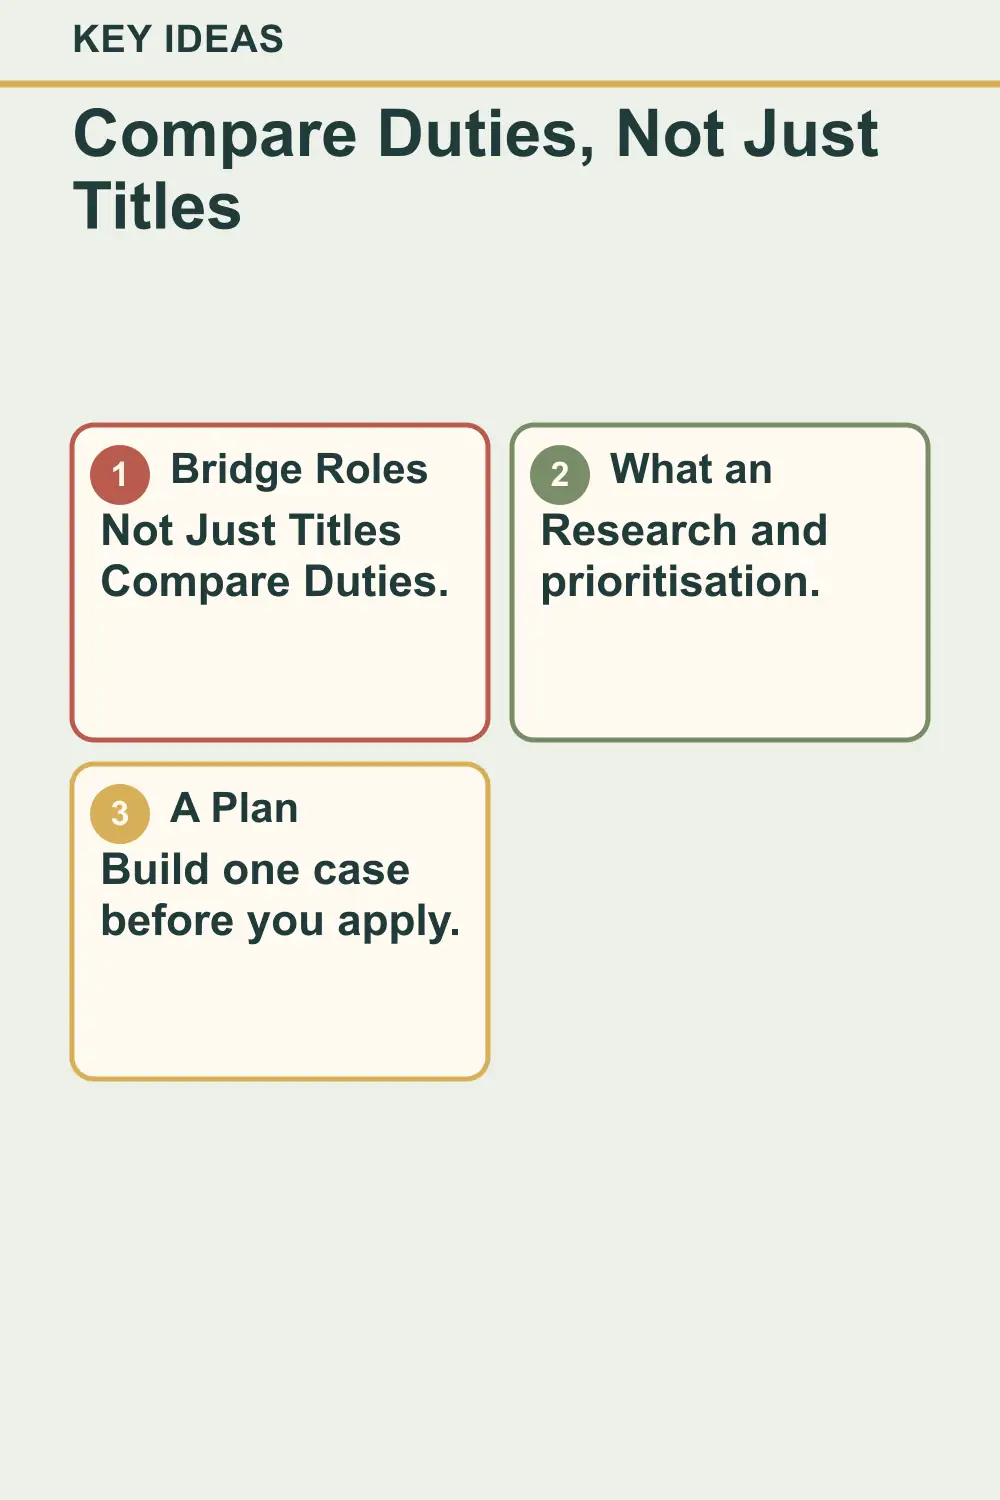 KEY IDEAS
Compare Duties, Not Just
Titles
1 Bridge Roles
Not Just Titles
Compare Duties.
2 What an
Research and
prioritisation.
3 A Plan
Build one case
before you apply.